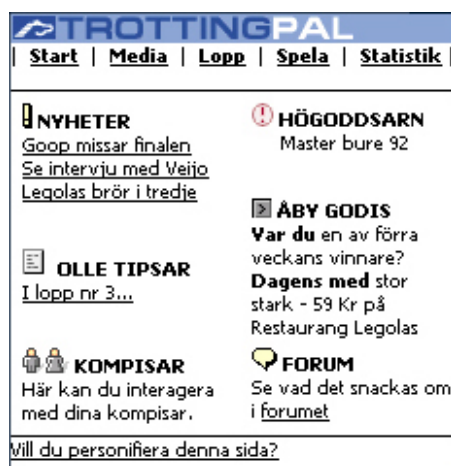 TROTTINGPAL
| Start | Media | Lopp | Spela | Statistik |
NYHETER
Goop missar finalen
Se intervju med Veijo
Legolas brör i tredje
OLLE TIPSAR
I lopp nr 3...
KOMPISAR
Här kan du interagera
med dina kompisar.
HÖGODDSARN
Master bure 92
ÅBY GODIS
Var du en av förra
veckans vinnare?
Dagens med stor
stark - 59 Kr på
Restaurang Legolas
FORUM
Se vad det snackas om
i forumet
Vill du personifiera denna sida?